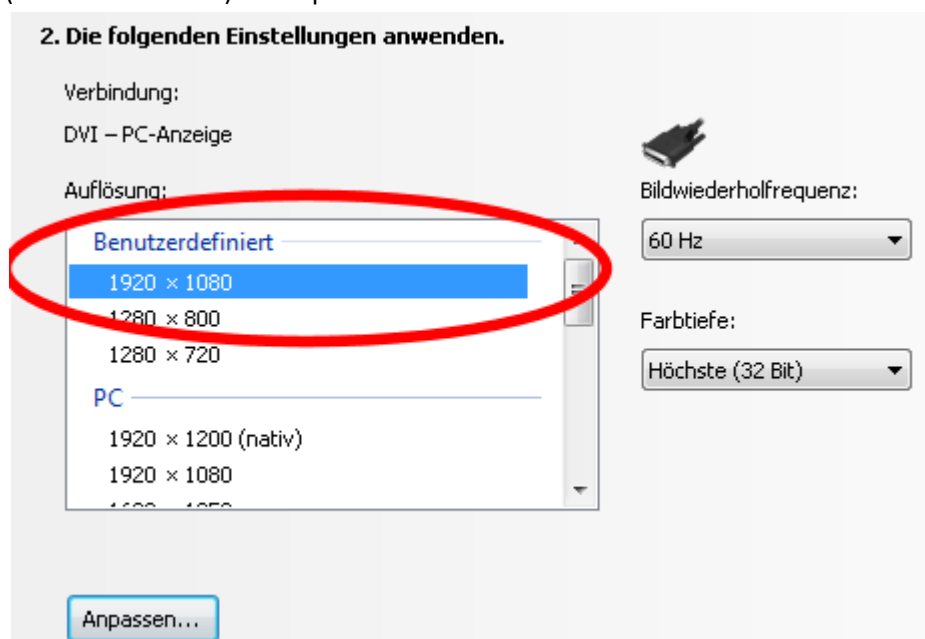 2. Die folgenden Einstellungen anwenden.
Verbindung:
DVI – PC-Anzeige
Auflösung:
Bildwiederholfrequenz:
Benutzerdefiniert
60 Hz
1920 × 1080
1280 × 800
Farbtiefe:
1280 × 720
Höchste (32 Bit)
PC
1920 × 1200 (nativ)
1920 × 1080
Anpassen...